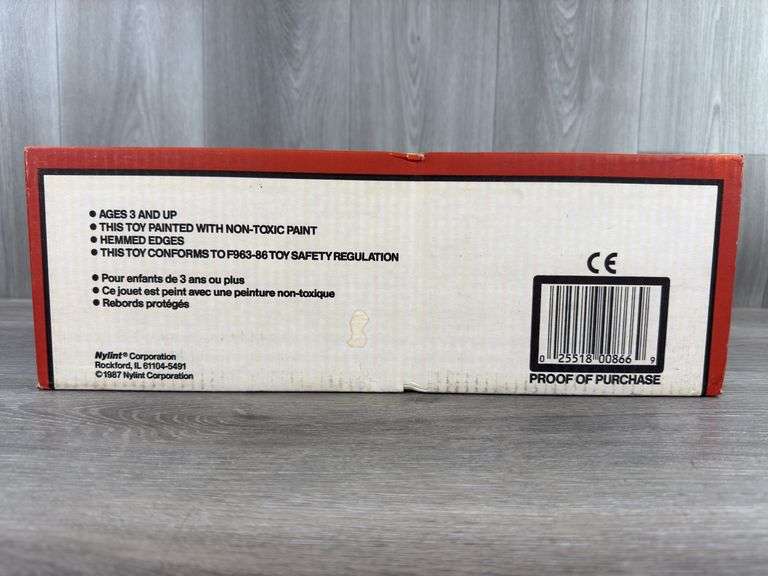 ● AGES 3 AND UP
● THIS TOY PAINTED WITH NON-TOXIC PAINT
● HEMMED EDGES
● THIS TOY CONFORMS TO F963-86 TOY SAFETY REGULATION
● Pour enfants de 3 ans ou plus
● Ce jouet est peint avec une peinture non-toxique
● Rebords protégés
Nylint® Corporation
Rockford, IL 61104-5491
© 1987 Nylint Corporation
CE
0 25518 00866 9
PROOF OF PURCHASE